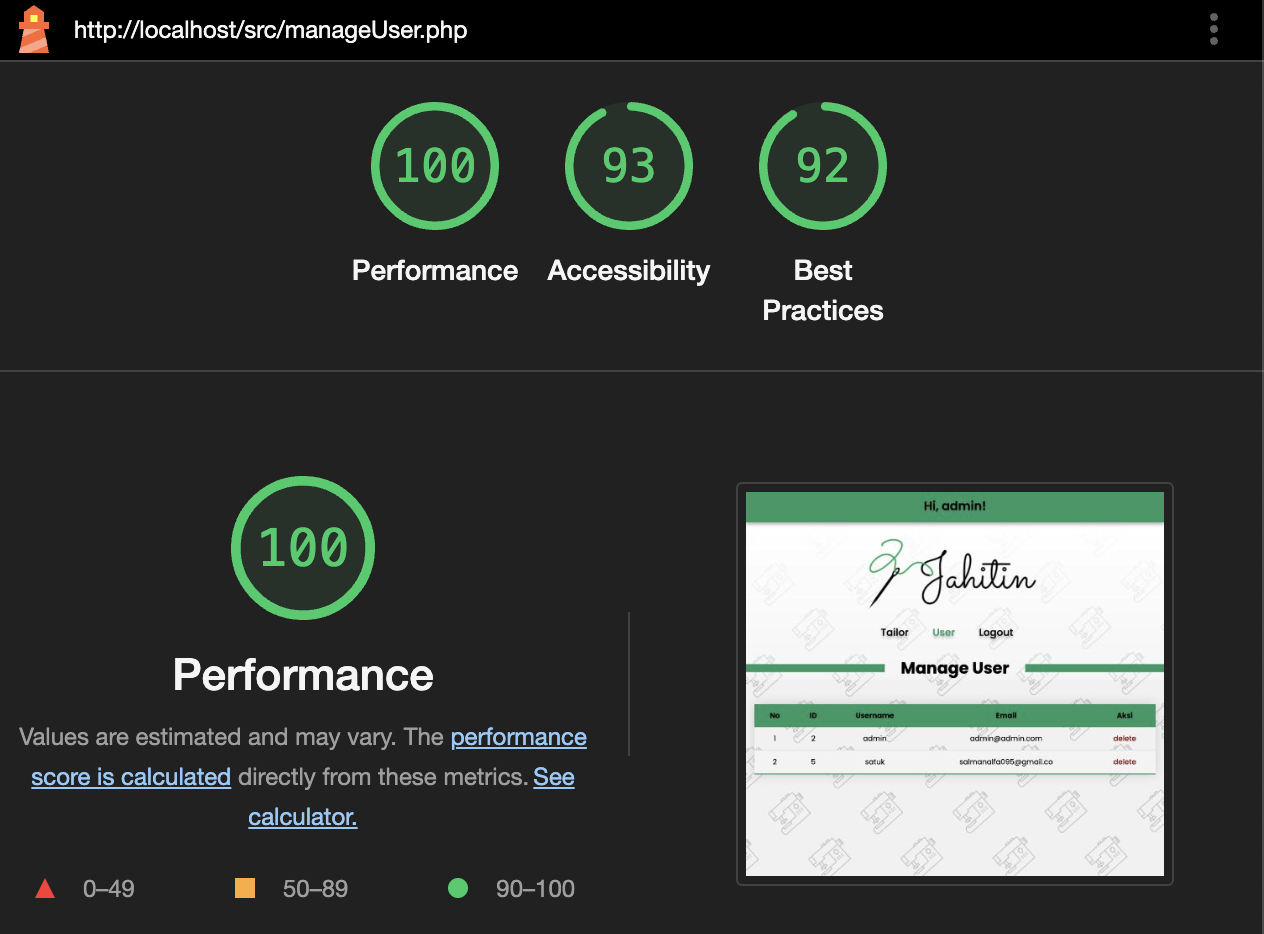 http://localhost/src/manageUser.php
100
93
92
Performance
Accessibility
Best
Practices
100
Performance
Values are estimated and may vary. The performance
score is calculated directly from these metrics. See
calculator.
0–49
50–89
90–100
Hi, admin!
Jahitin
Tailor User Logout
Manage User
No ID Username Email Aksi
1 2 admin admin@admin.com delete
2 5 satuk salmanalfa095@gmail.co delete